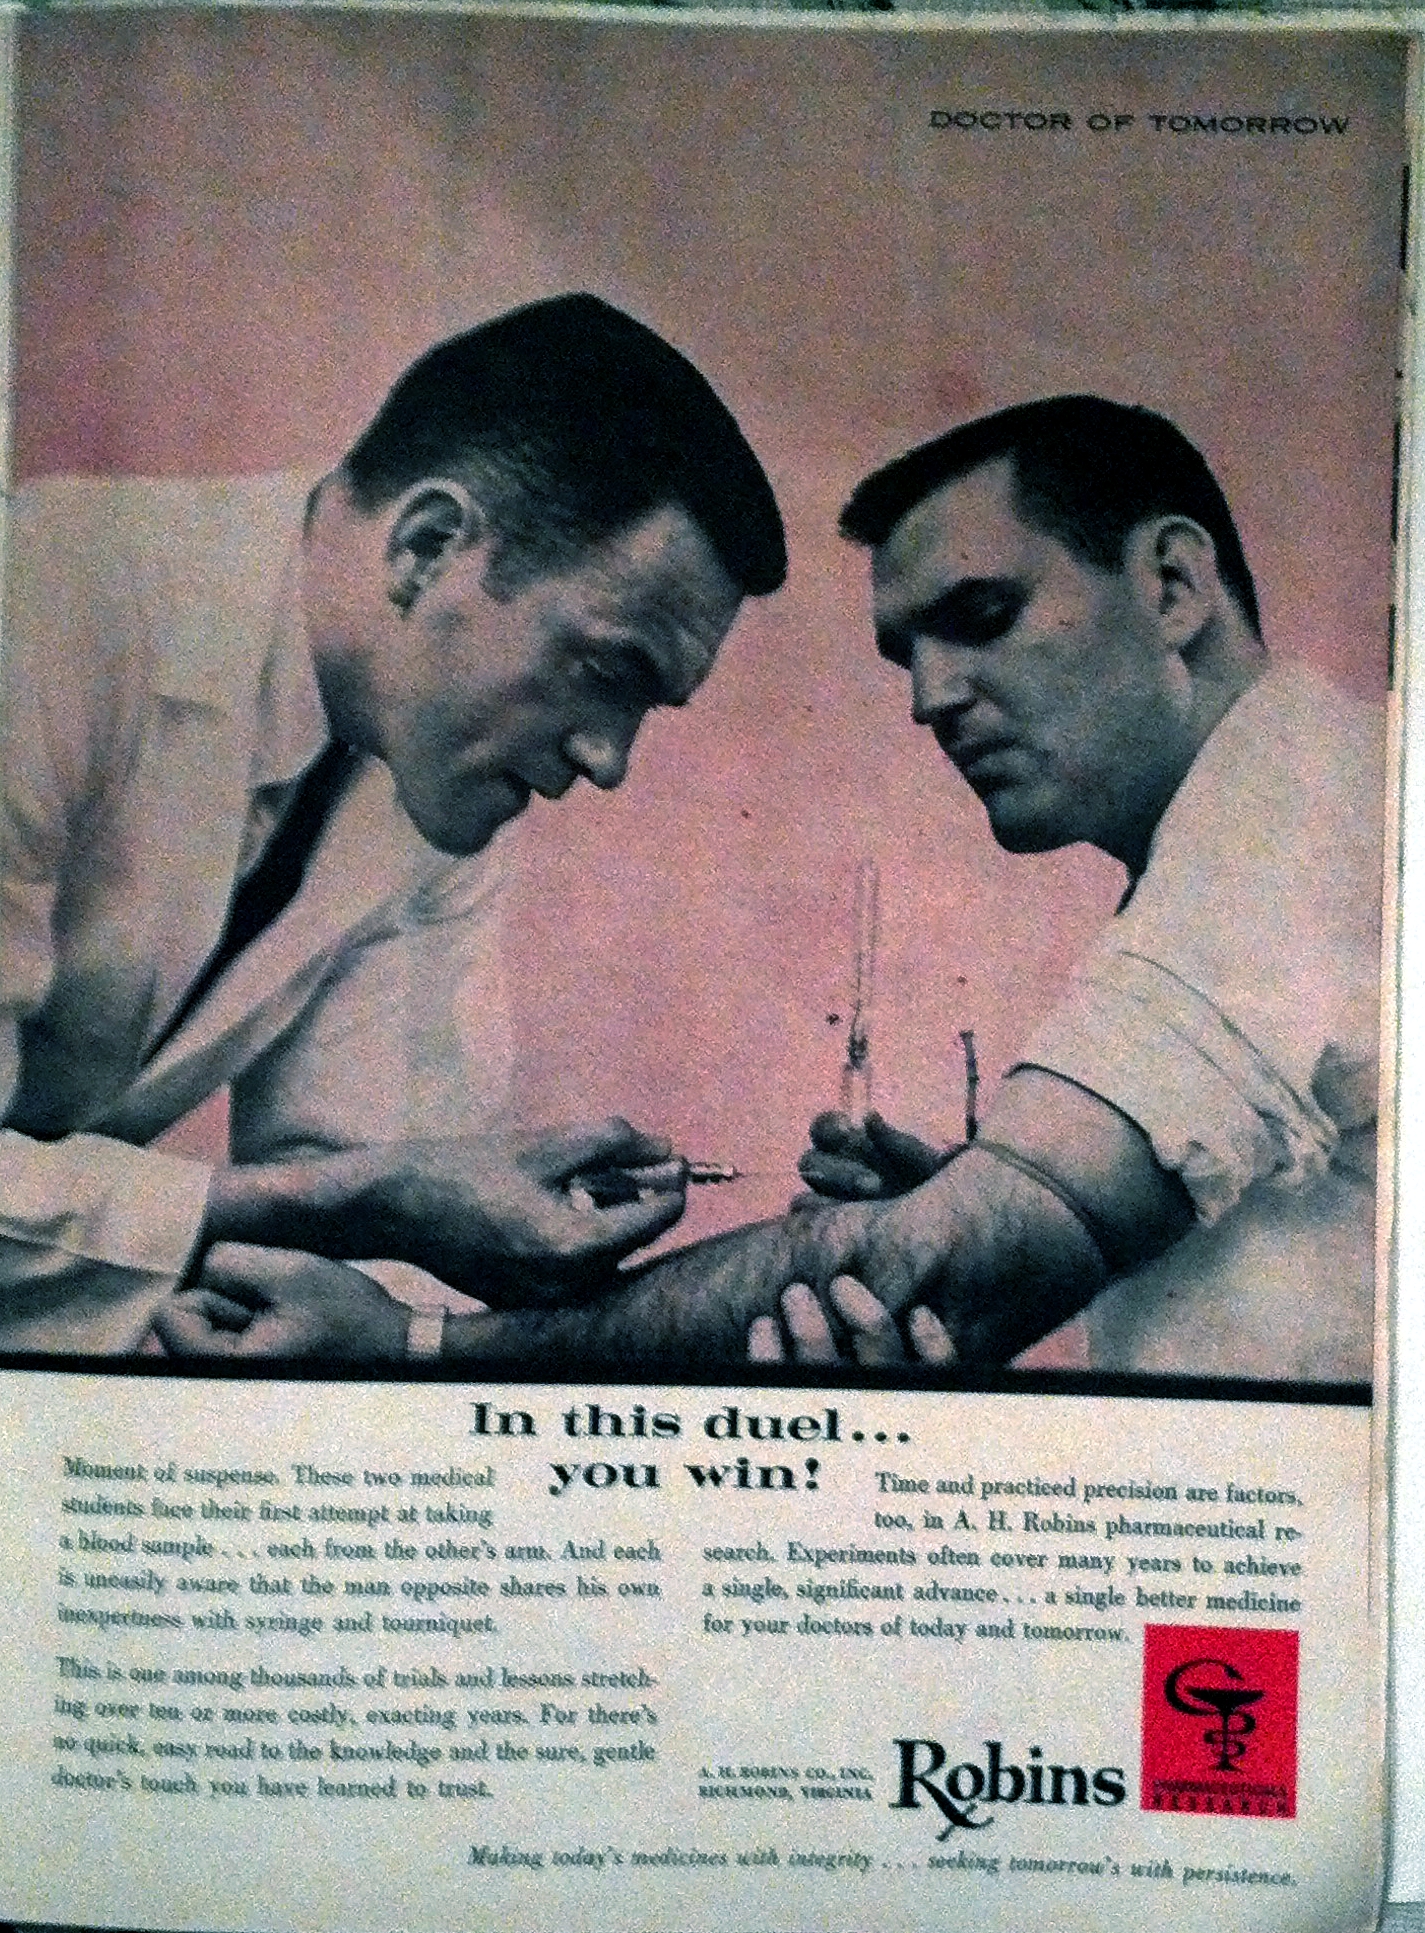 DOCTOR OF TOMORROW
In this duel...
you win!
Moment of suspense. These two medical
students face their first attempt at taking
a blood sample . . . each from the other's arm. And each
is uneasily aware that the man opposite shares his own
inexpertness with syringe and tourniquet.
This is one among thousands of trials and lessons stretch-
ing over ten or more costly, exacting years. For there's
no quick, easy road to the knowledge and the sure, gentle
doctor's touch you have learned to trust.
Time and practiced precision are factors,
too, in A. H. Robins pharmaceutical re-
search. Experiments often cover many years to achieve
a single, significant advance . . . a single better medicine
for your doctors of today and tomorrow.
A. H. ROBINS CO., INC.
RICHMOND, VIRGINIA
Robins
PHARMACEUTICALS
RESEARCH
Making today's medicines with integrity . . . seeking tomorrow's with persistence.